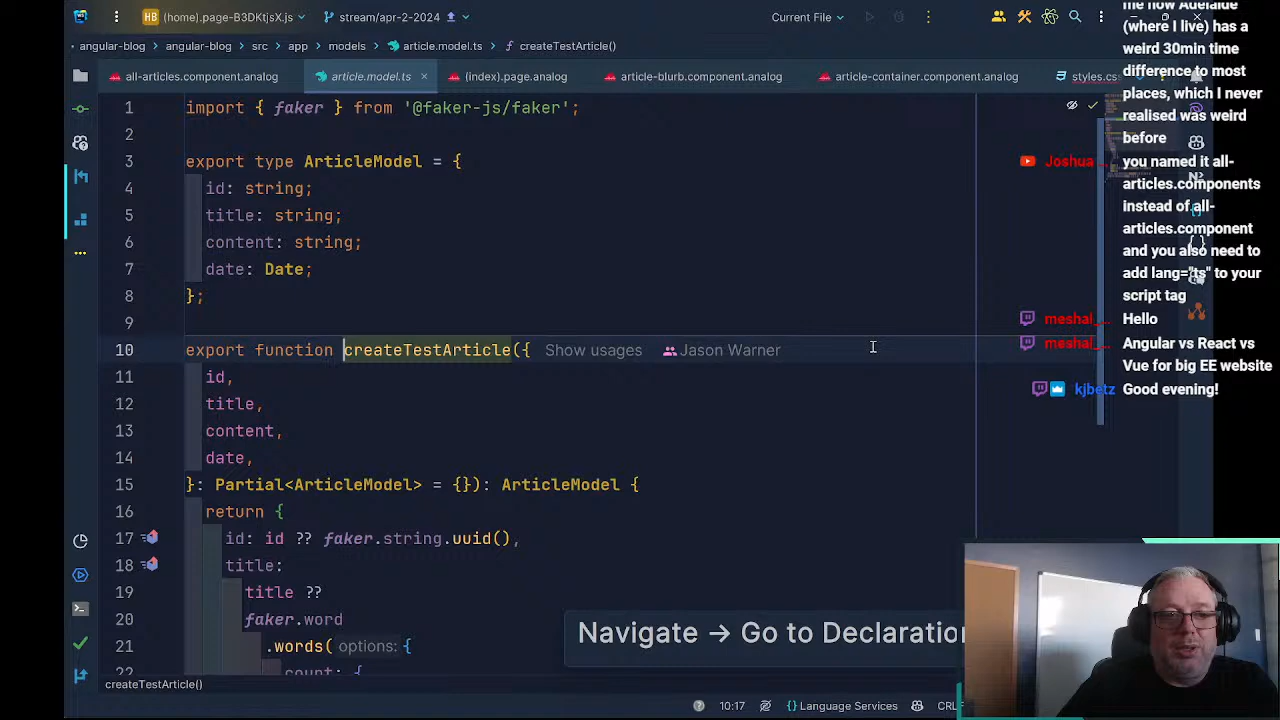 HB (home).page-B3DKtjsX.js
stream/apr-2-2024
Current File
angular-blog
angular-blog
src
app
models
article.model.ts
createTestArticle()
all-articles.component.analog
article.model.ts
(index).page.analog
article-blurb.component.analog
article-container.component.analog
styles.cs
1 import { faker } from '@faker-js/faker';
2
3 export type ArticleModel = {
4 id: string;
5 title: string;
6 content: string;
7 date: Date;
8 };
9
10 export function createTestArticle({ Show usages Jason Warner
11 id,
12 title,
13 content,
14 date,
15 }: Partial<ArticleModel> = {}): ArticleModel {
16 return {
17 id: id ?? faker.string.uuid(),
18 title:
19 title ??
20 faker.word
21 .words( options: {
22 count: {
me how Adelaide
(where I live) has a
weird 30min time
difference to most
places, which I never
realised was weird
before
Joshua
you named it all-
articles.components
instead of all-
articles.component
and you also need to
add lang="ts" to your
script tag
meshal_... Hello
meshal_... Angular vs React vs
Vue for big EE website
kjbetz Good evening!
Navigate → Go to Declaration
createTestArticle()
10:17
{} Language Services
CRL